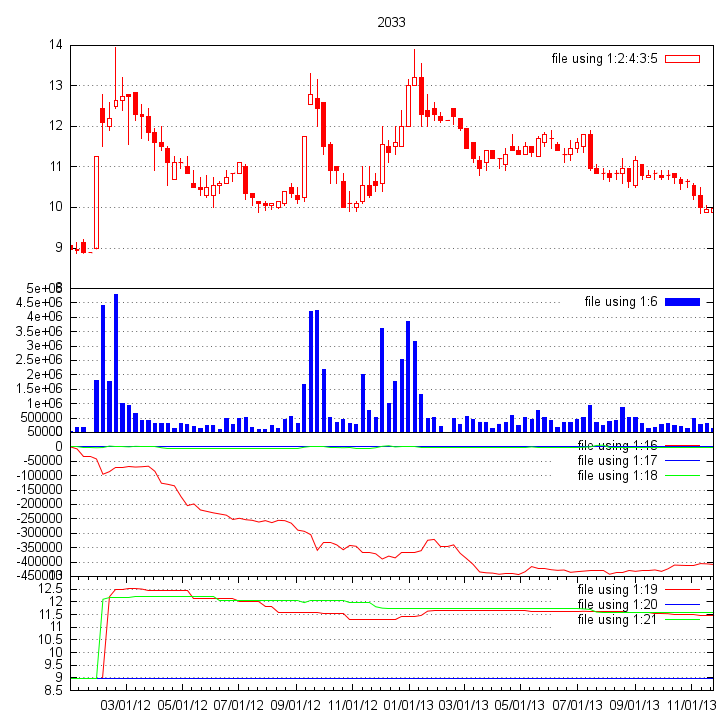 2033
14
file using 1:2:4:3:5
13
12
11
10
9
8
5e+06
4.5e+06
file using 1:6
4e+06
3.5e+06
3e+06
2.5e+06
2e+06
1.5e+06
1e+06
500000
50000
0
file using 1:16
-50000
file using 1:17
-100000
file using 1:18
-150000
-200000
-250000
-300000
-350000
-400000
-450000
13
12.5
file using 1:19
12
file using 1:20
11.5
file using 1:21
11
10.5
10
9.5
9
8.5
03/01/12 05/01/12 07/01/12 09/01/12 11/01/12 01/01/13 03/01/13 05/01/13 07/01/13 09/01/13 11/01/13